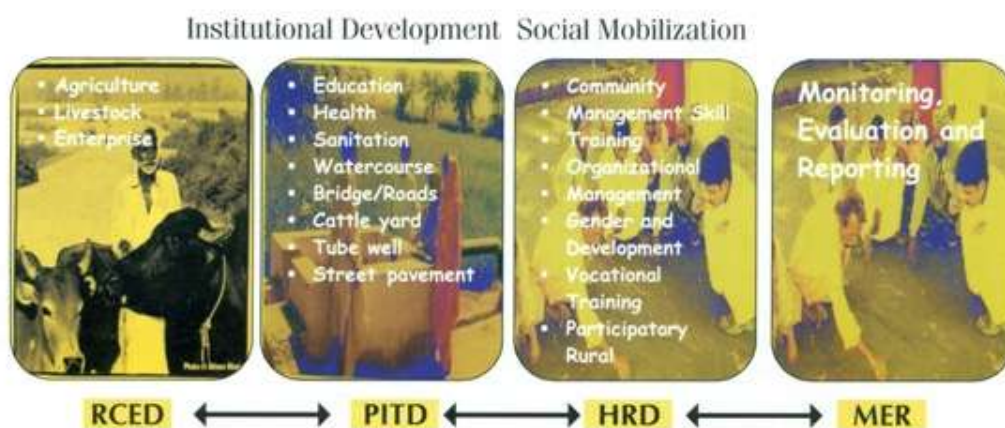 Institutional Development Social Mobilization
• Agriculture
• Livestock
• Enterprise
• Education
• Health
• Sanitation
• Watercourse
• Bridge/Roads
• Cattle yard
• Tube well
• Street pavement
• Community
• Management Skill
• Training
• Organizational
• Management
• Gender and
Development
• Vocational
Training
• Participatory
Rural
Monitoring,
Evaluation and
Reporting
RCED PITD HRD MER